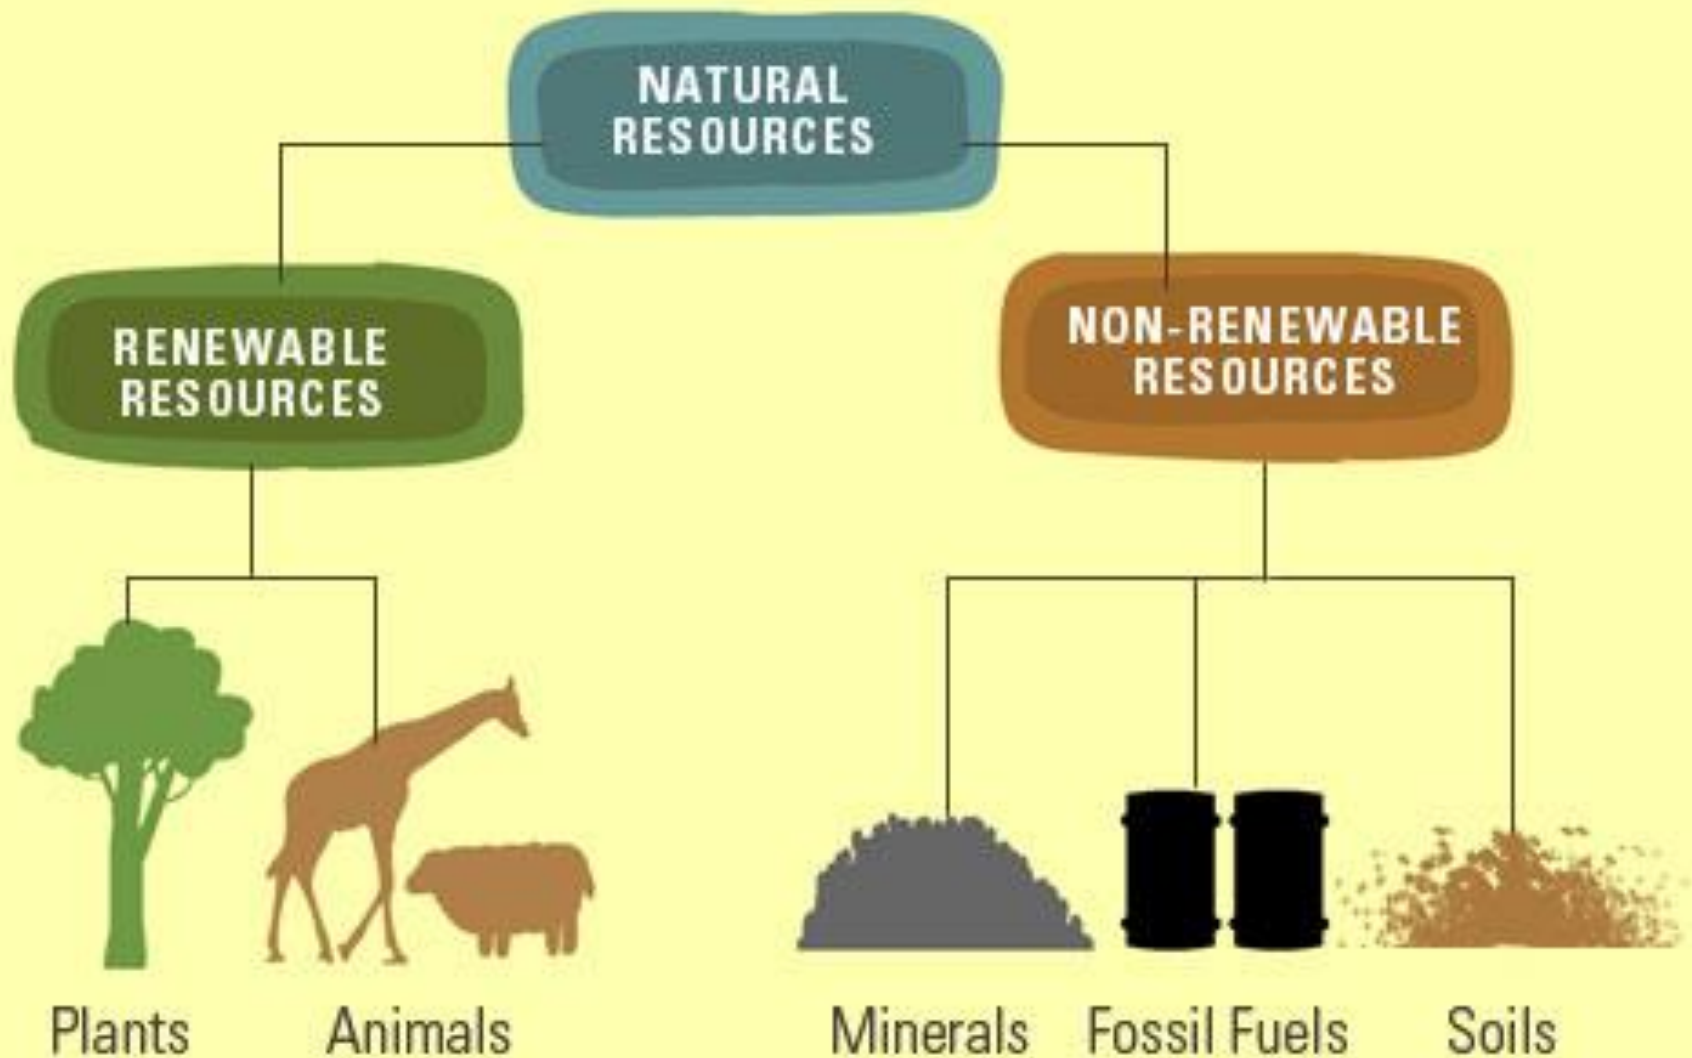 NATURAL
RESOURCES
RENEWABLE
RESOURCES
NON-RENEWABLE
RESOURCES
Plants
Animals
Minerals
Fossil Fuels
Soils